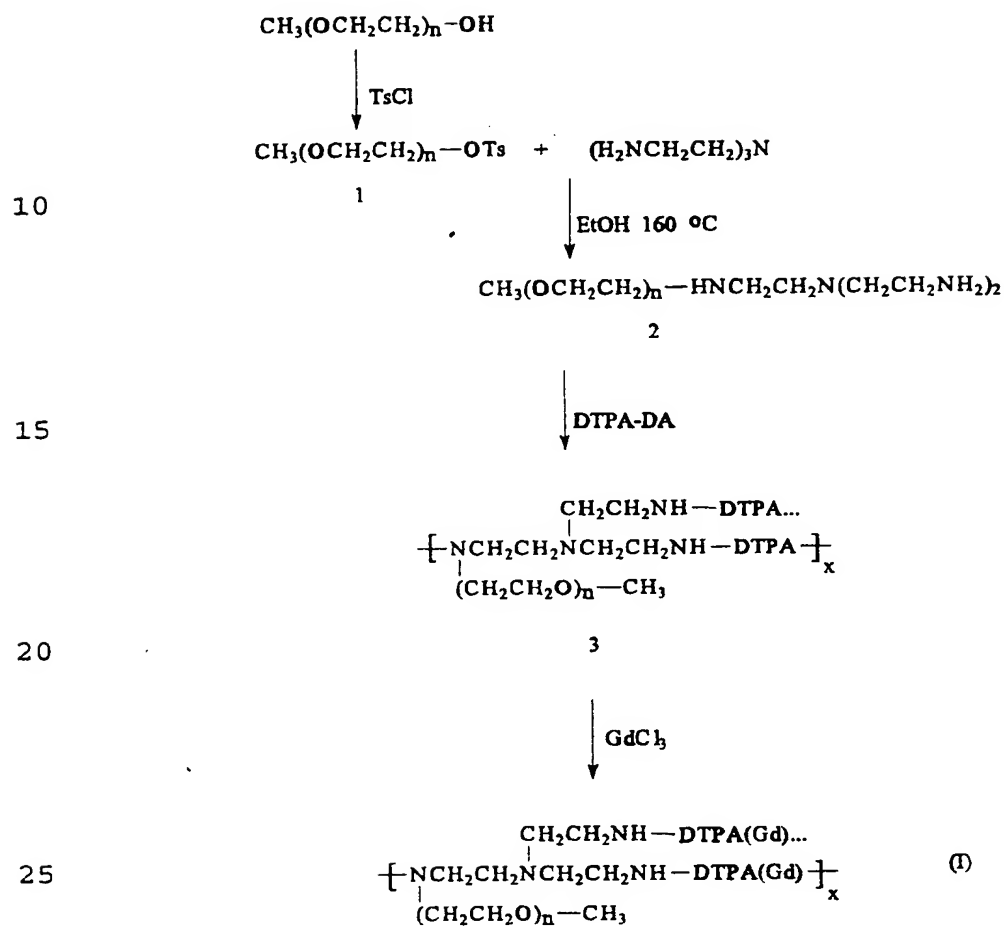 CH₃(OCH₂CH₂)ₙ—OH
TsCl
CH₃(OCH₂CH₂)ₙ—OTs + (H₂NCH₂CH₂)₃N
1
10
EtOH 160 °C
CH₃(OCH₂CH₂)ₙ—HNCH₂CH₂N(CH₂CH₂NH₂)₂
2
15
DTPA-DA
CH₂CH₂NH—DTPA...
[NCH₂CH₂NCH₂CH₂NH—DTPA]ₓ
(CH₂CH₂O)ₙ—CH₃
20
3
GdCl₃
CH₂CH₂NH—DTPA(Gd)...
25
[NCH₂CH₂NCH₂CH₂NH—DTPA(Gd)]ₓ (I)
(CH₂CH₂O)ₙ—CH₃